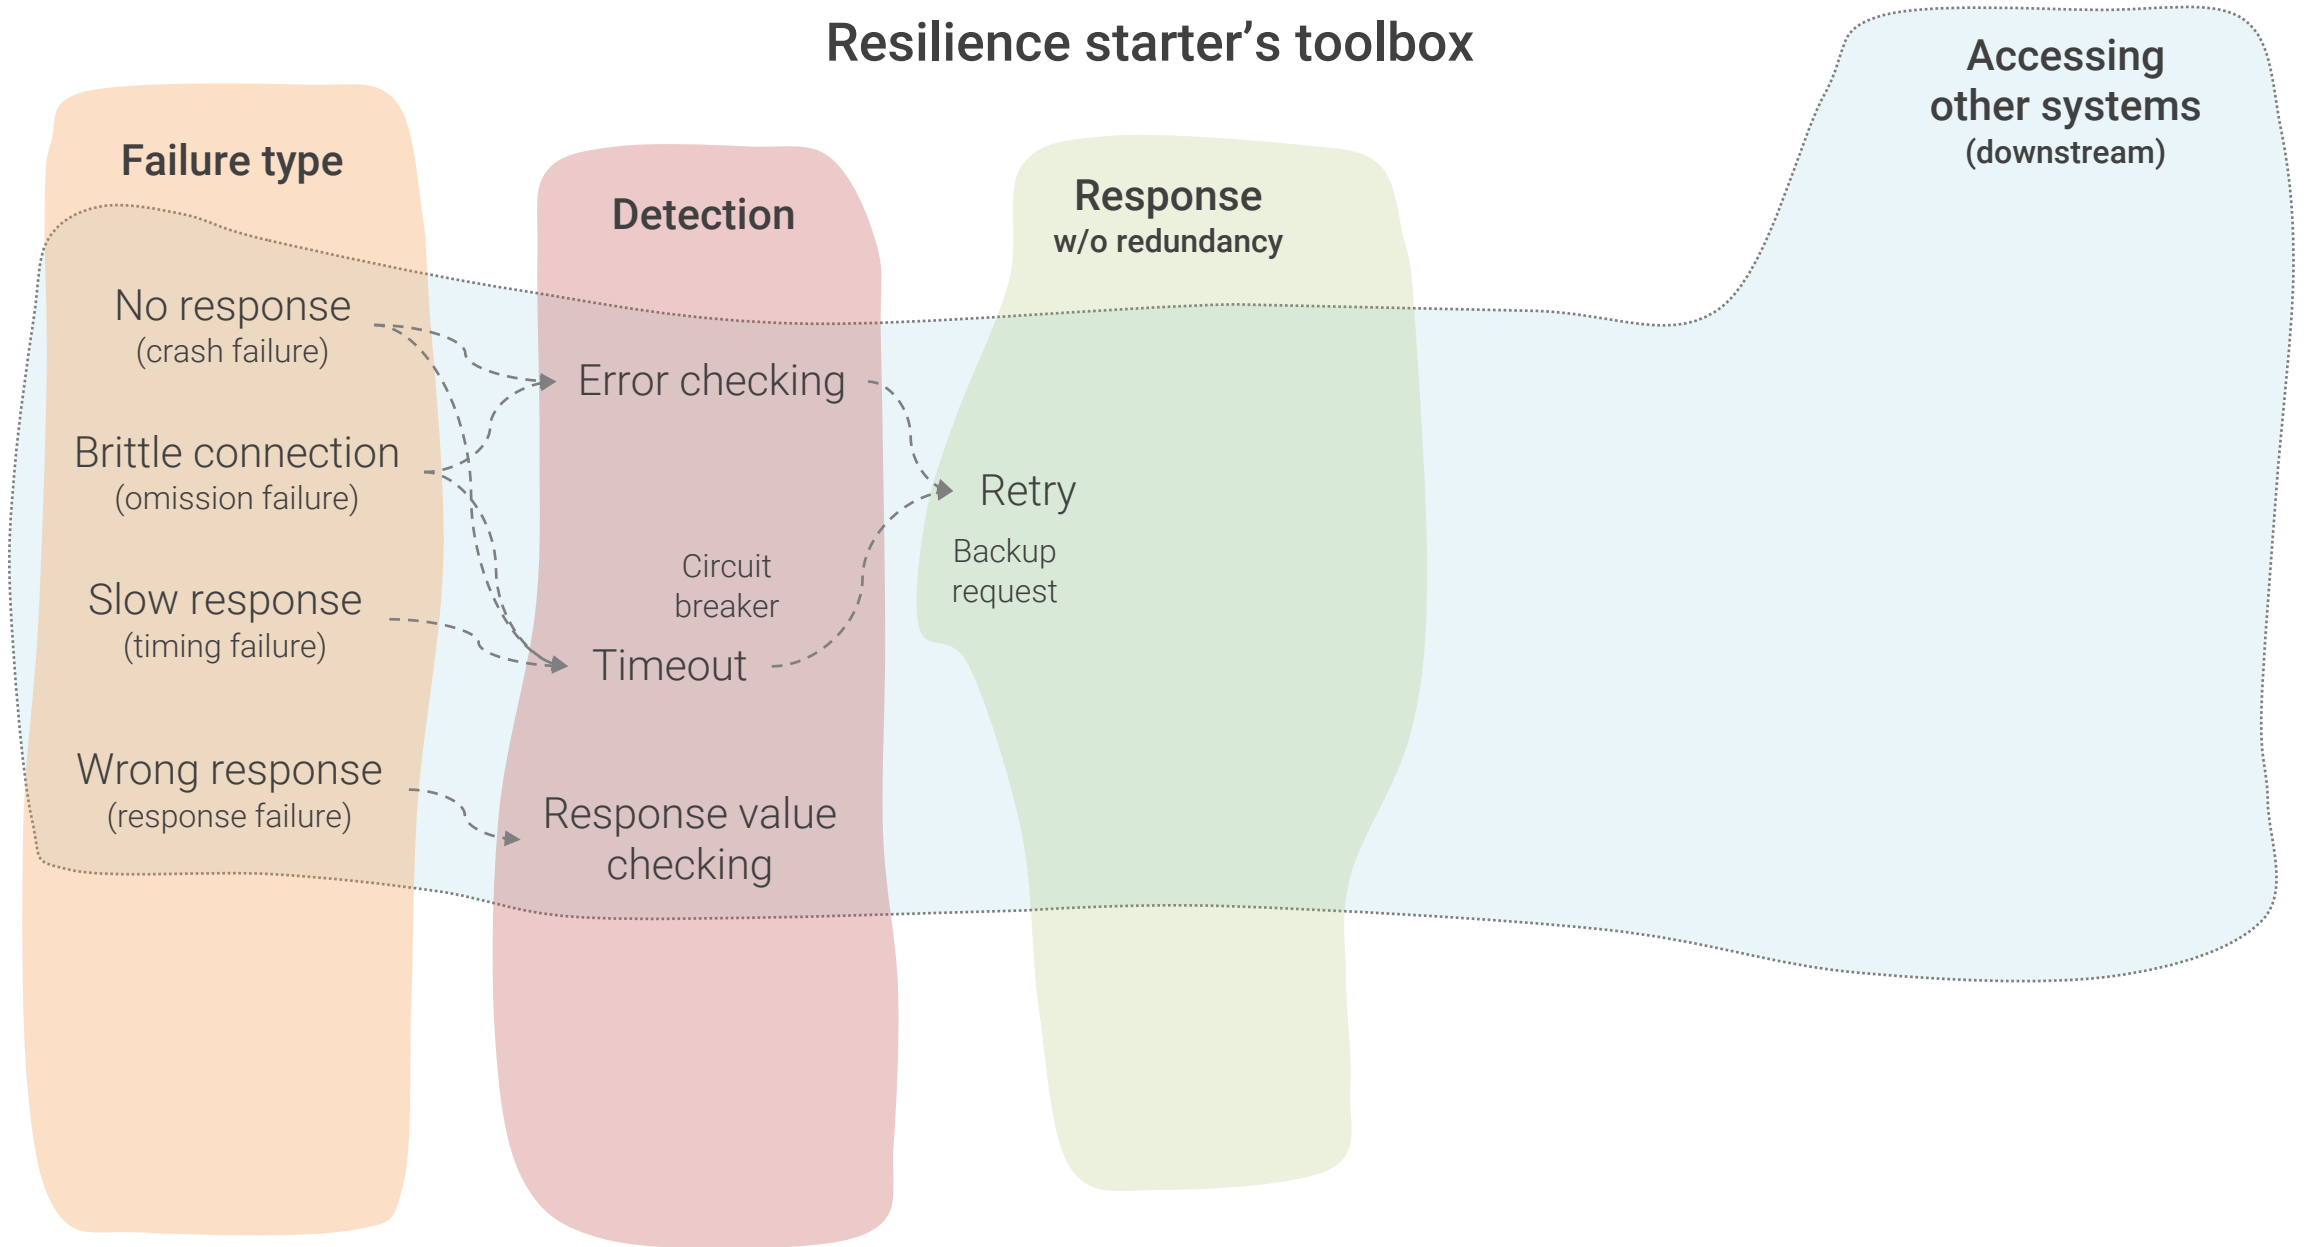 Resilience starter’s toolbox
Accessing
other systems
(downstream)
Failure type
No response
(crash failure)
Brittle connection
(omission failure)
Slow response
(timing failure)
Wrong response
(response failure)
Detection
Error checking
Circuit
breaker
Timeout
Response value
checking
Response
w/o redundancy
Retry
Backup
request